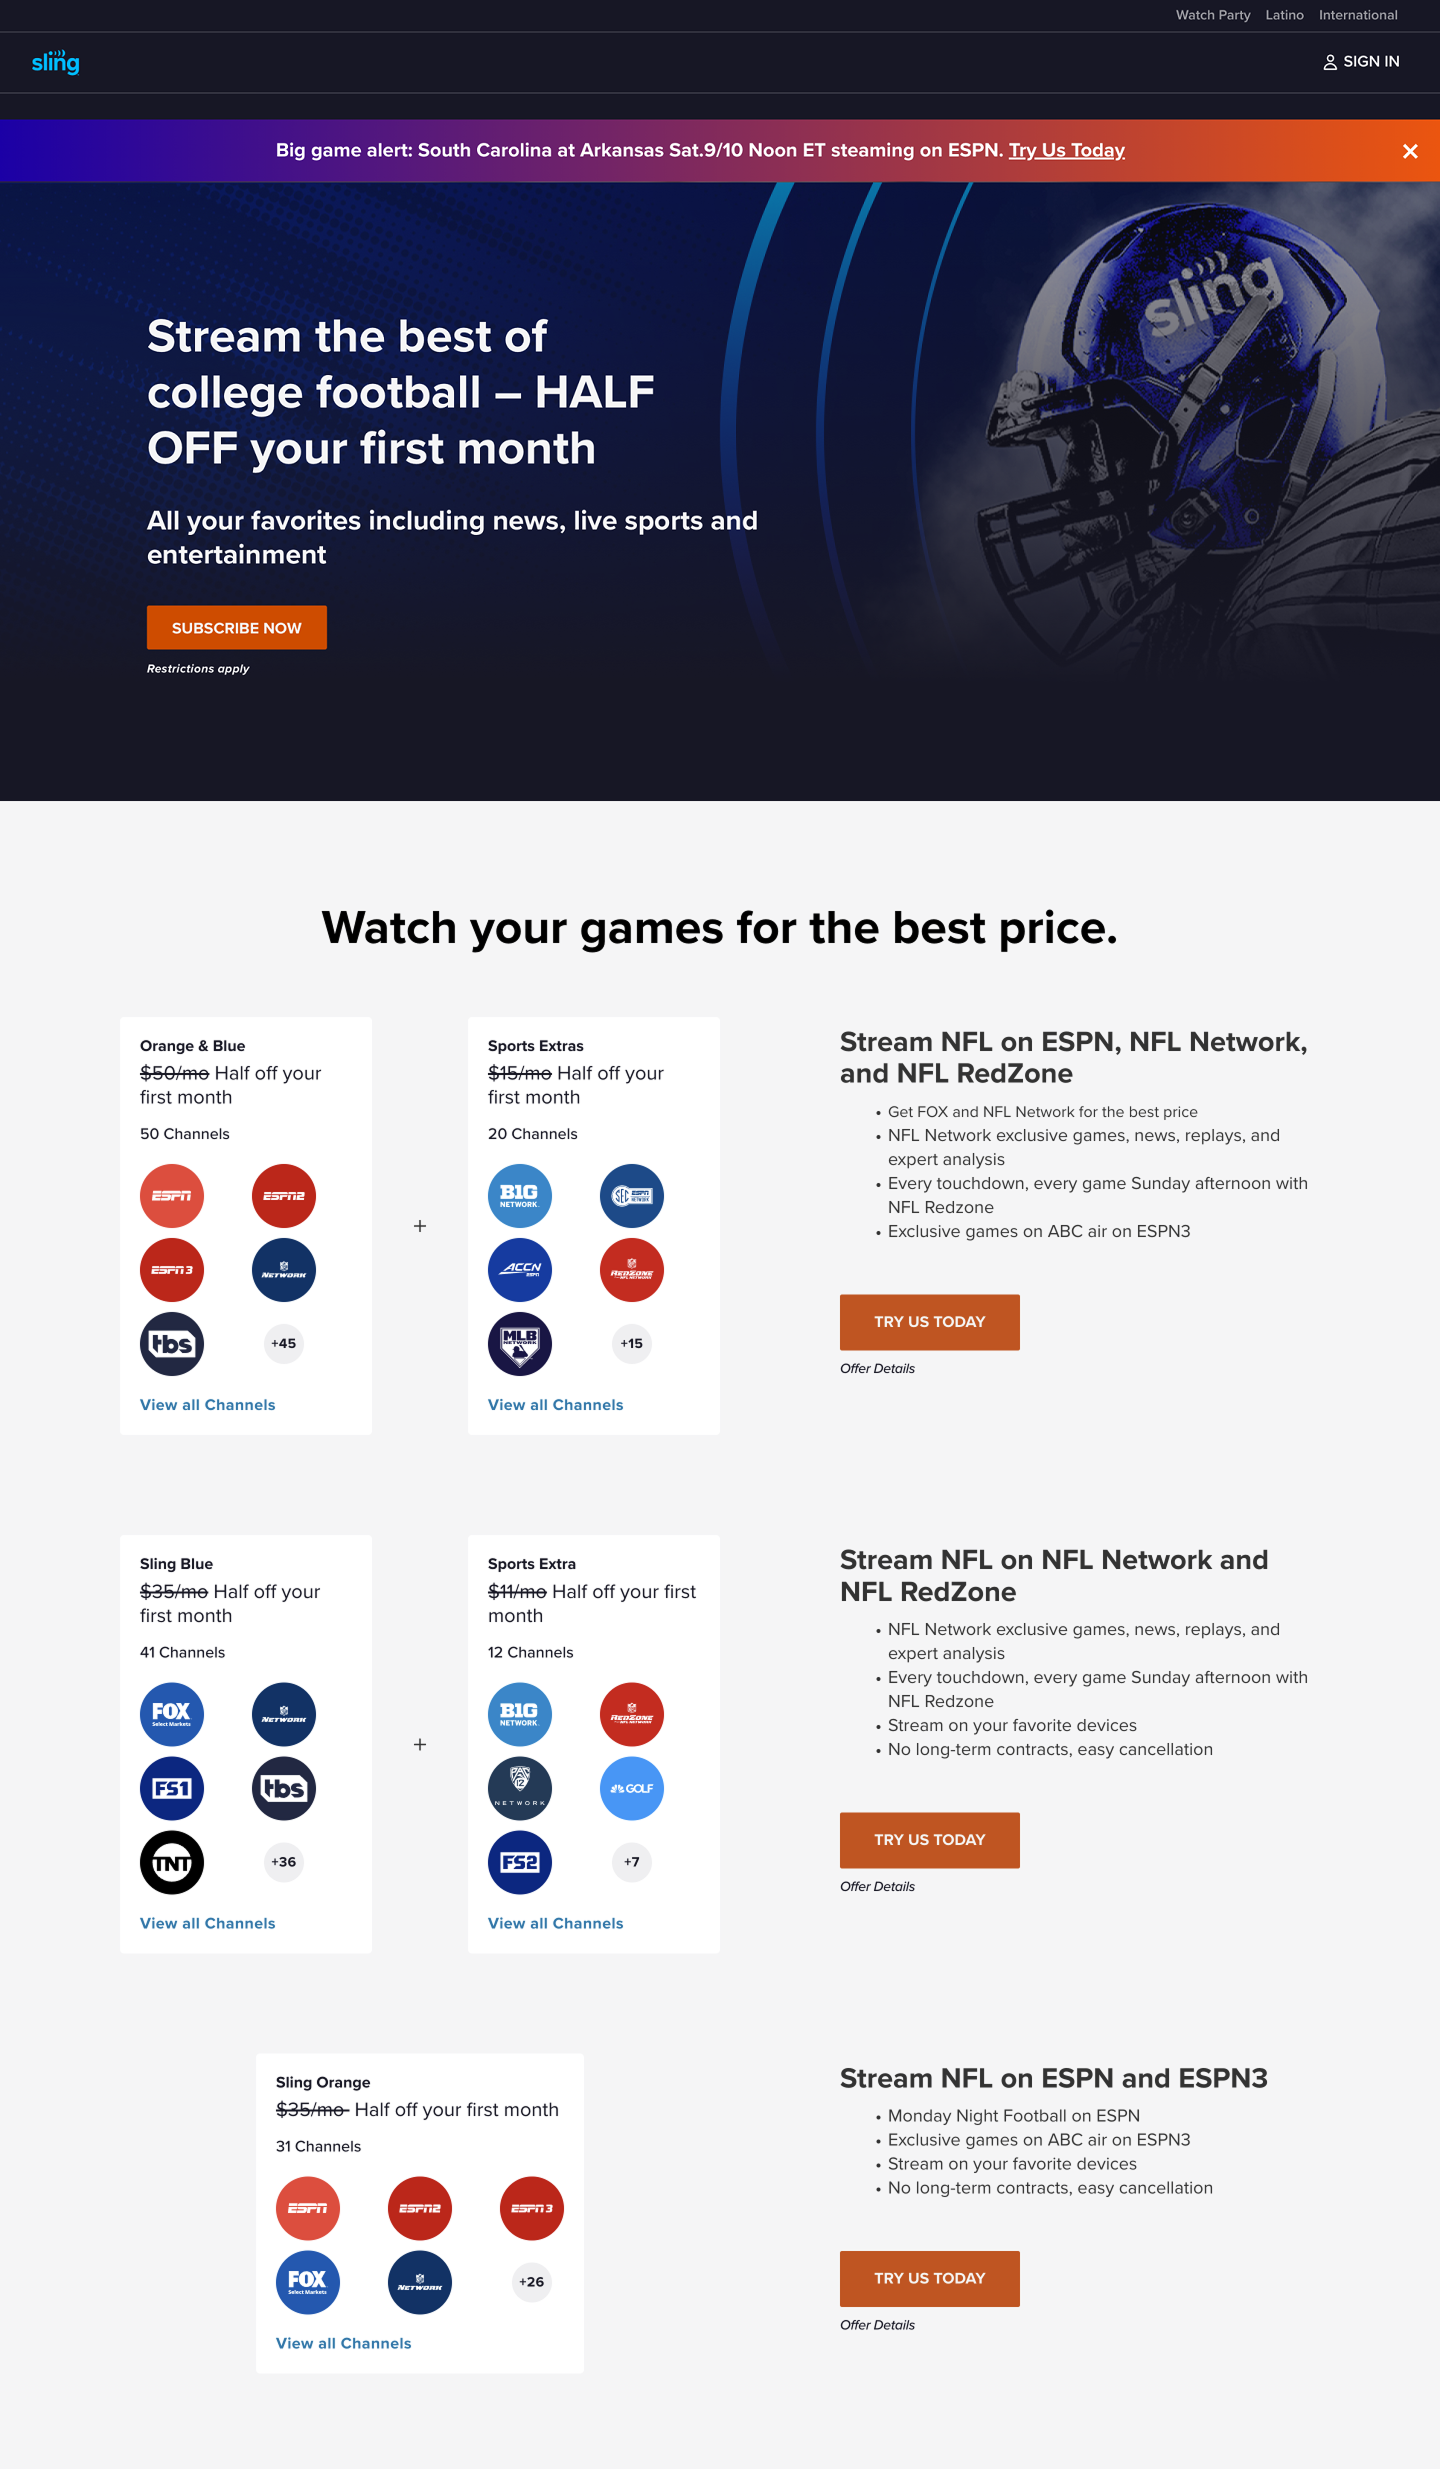 Watch Party Latino International
sling
SIGN IN
Big game alert: South Carolina at Arkansas Sat.9/10 Noon ET steaming on ESPN. Try Us Today
sling
Stream the best of
college football – HALF
OFF your first month
All your favorites including news, live sports and
entertainment
SUBSCRIBE NOW
Restrictions apply
Watch your games for the best price.
Orange & Blue
$50/mo Half off your
first month
50 Channels
ESPN ESPN2
ESPN3 NFL NETWORK
tbs +45
View all Channels
+
Sports Extras
$15/mo Half off your
first month
20 Channels
B1G NETWORK SEC ESPN NETWORK
ACCN ESPN NFL REDZONE FROM NFL NETWORK
MLB NETWORK +15
View all Channels
Stream NFL on ESPN, NFL Network,
and NFL RedZone
• Get FOX and NFL Network for the best price
• NFL Network exclusive games, news, replays, and
expert analysis
• Every touchdown, every game Sunday afternoon with
NFL Redzone
• Exclusive games on ABC air on ESPN3
TRY US TODAY
Offer Details
Sling Blue
$35/mo Half off your
first month
41 Channels
FOX Select Markets NFL NETWORK
FS1 tbs
TNT +36
View all Channels
+
Sports Extra
$11/mo Half off your first
month
12 Channels
B1G NETWORK NFL REDZONE FROM NFL NETWORK
PAC 12 NETWORK GOLF
FS2 +7
View all Channels
Stream NFL on NFL Network and
NFL RedZone
• NFL Network exclusive games, news, replays, and
expert analysis
• Every touchdown, every game Sunday afternoon with
NFL Redzone
• Stream on your favorite devices
• No long-term contracts, easy cancellation
TRY US TODAY
Offer Details
Sling Orange
$35/mo Half off your first month
31 Channels
ESPN ESPN2 ESPN3
FOX Select Markets NFL NETWORK +26
View all Channels
Stream NFL on ESPN and ESPN3
• Monday Night Football on ESPN
• Exclusive games on ABC air on ESPN3
• Stream on your favorite devices
• No long-term contracts, easy cancellation
TRY US TODAY
Offer Details